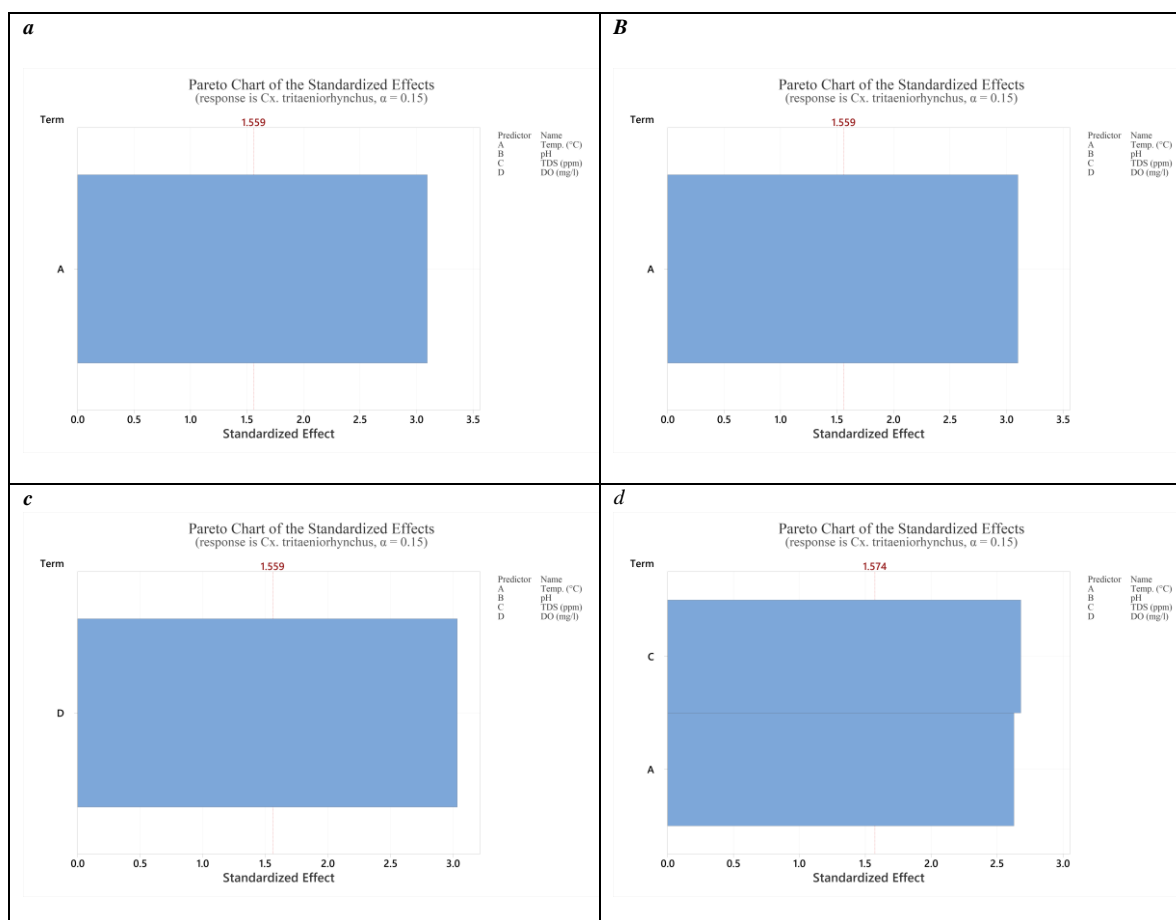 a
Pareto Chart of the Standardized Effects
(response is Cx. tritaeniorhynchus, α = 0.15)
Term
1.559
Predictor Name
A Temp. (°C)
B pH
C TDS (ppm)
D DO (mg/l)
A
0.0 0.5 1.0 1.5 2.0 2.5 3.0 3.5
Standardized Effect
B
Pareto Chart of the Standardized Effects
(response is Cx. tritaeniorhynchus, α = 0.15)
Term
1.559
Predictor Name
A Temp. (°C)
B pH
C TDS (ppm)
D DO (mg/l)
A
0.0 0.5 1.0 1.5 2.0 2.5 3.0 3.5
Standardized Effect
c
Pareto Chart of the Standardized Effects
(response is Cx. tritaeniorhynchus, α = 0.15)
Term
1.559
Predictor Name
A Temp. (°C)
B pH
C TDS (ppm)
D DO (mg/l)
D
0.0 0.5 1.0 1.5 2.0 2.5 3.0
Standardized Effect
d
Pareto Chart of the Standardized Effects
(response is Cx. tritaeniorhynchus, α = 0.15)
Term
1.574
Predictor Name
A Temp. (°C)
B pH
C TDS (ppm)
D DO (mg/l)
C
A
0.0 0.5 1.0 1.5 2.0 2.5 3.0
Standardized Effect